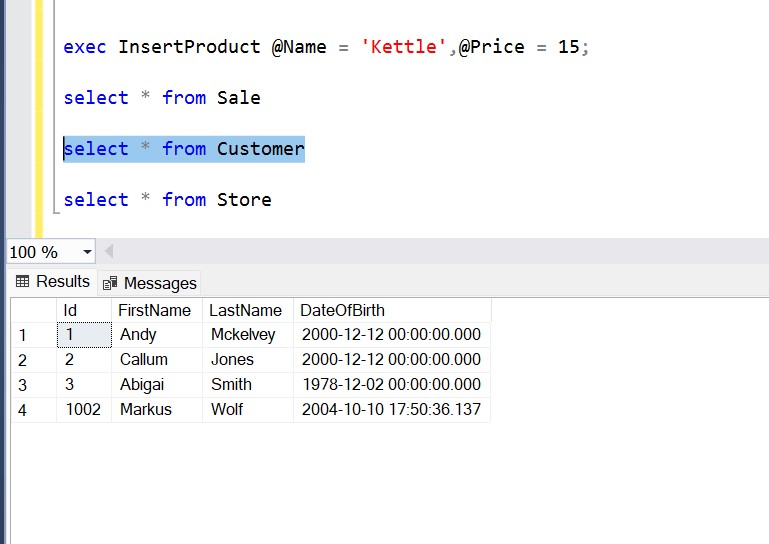 exec InsertProduct @Name = 'Kettle',@Price = 15;
select * from Sale
select * from Customer
select * from Store
100 %
Results Messages
Id FirstName LastName DateOfBirth
1 1 Andy Mckelvey 2000-12-12 00:00:00.000
2 2 Callum Jones 2000-12-12 00:00:00.000
3 3 Abigai Smith 1978-12-02 00:00:00.000
4 1002 Markus Wolf 2004-10-10 17:50:36.137